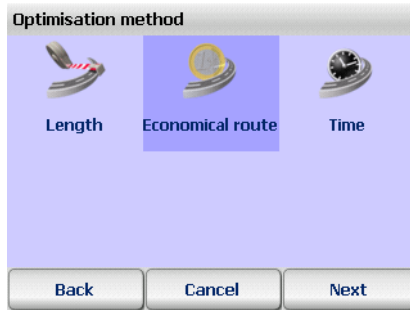 Optimisation method
Length
Economical route
Time
Back
Cancel
Next